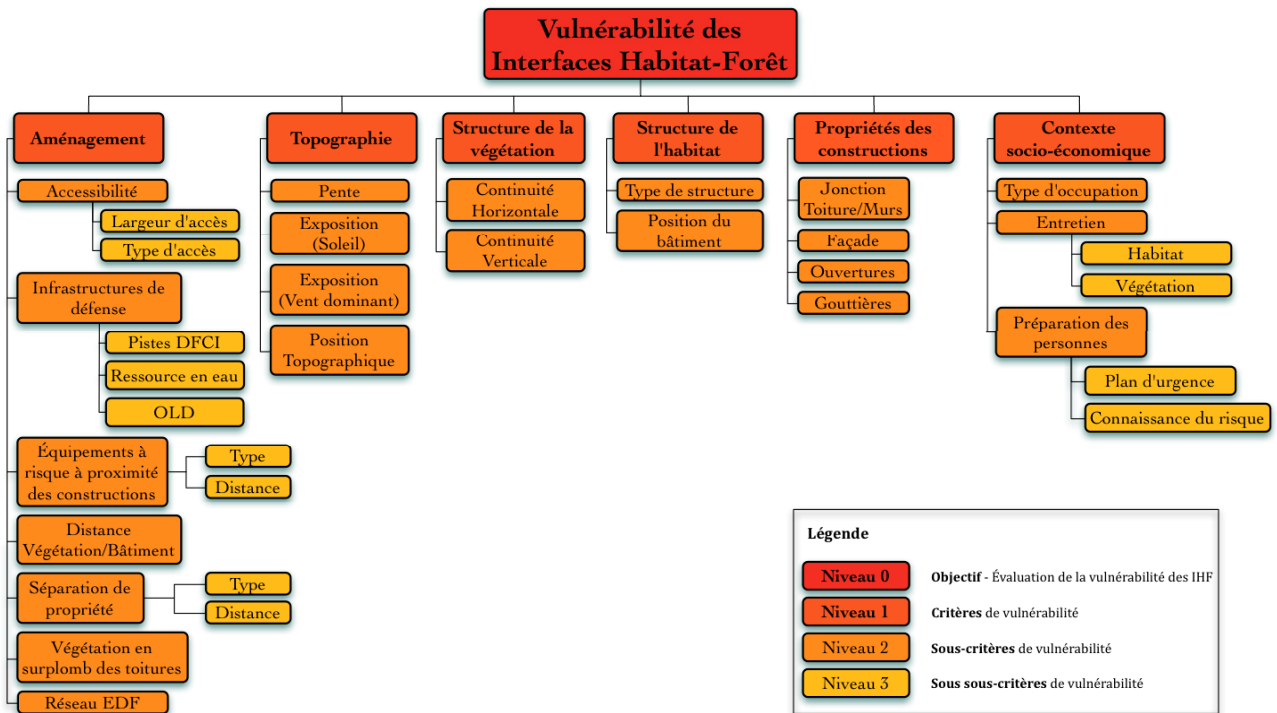 Vulnérabilité des
Interfaces Habitat-Forêt
Aménagement
Accessibilité
Largeur d'accès
Type d'accès
Infrastructures de
défense
Pistes DFCI
Ressource en eau
OLD
Équipements à
risque à proximité
des constructions
Type
Distance
Distance
Végétation/Bâtiment
Séparation de
propriété
Type
Distance
Végétation en
surplomb des toitures
Réseau EDF
Topographie
Pente
Exposition
(Soleil)
Exposition
(Vent dominant)
Position
Topographique
Structure de la
végétation
Continuité
Horizontale
Continuité
Verticale
Structure de
l'habitat
Type de structure
Position du
bâtiment
Propriétés des
constructions
Jonction
Toiture/Murs
Façade
Ouvertures
Gouttières
Contexte
socio-économique
Type d'occupation
Entretien
Habitat
Végétation
Préparation des
personnes
Plan d'urgence
Connaissance du risque
Légende
Niveau 0 Objectif - Évaluation de la vulnérabilité des IHF
Niveau 1 Critères de vulnérabilité
Niveau 2 Sous-critères de vulnérabilité
Niveau 3 Sous sous-critères de vulnérabilité